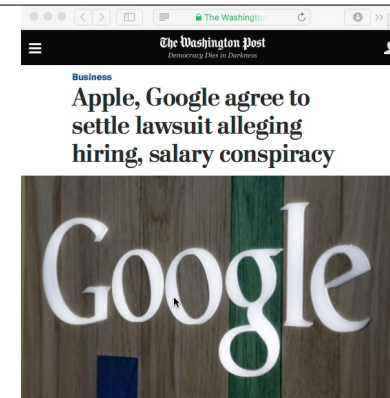 The Washington
The Washington Post
Democracy Dies in Darkness
Business
Apple, Google agree to
settle lawsuit alleging
hiring, salary conspiracy
Google